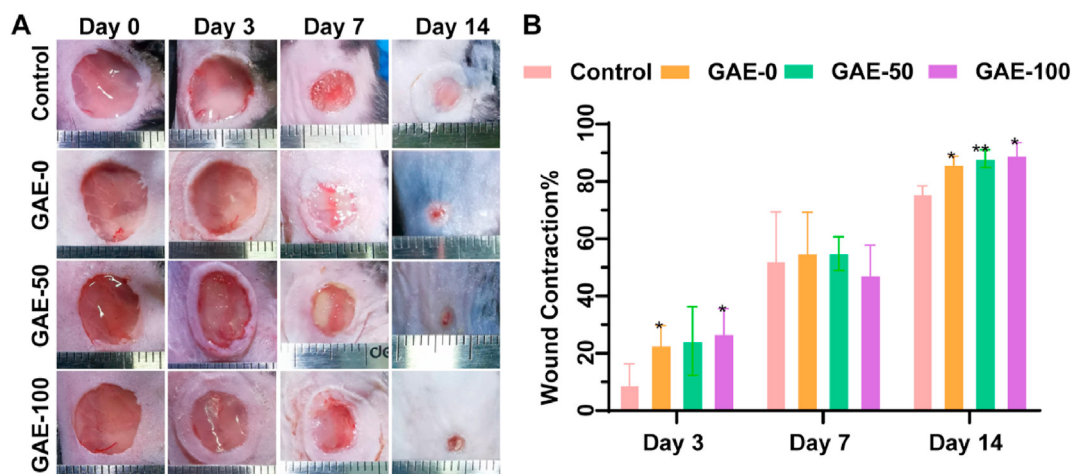 A
Day 0 Day 3 Day 7 Day 14
Control
GAE-0
GAE-50
GAE-100
B
Control GAE-0 GAE-50 GAE-100
Wound Contraction%
100
80
60
40
20
0
* *
* ** *
Day 3 Day 7 Day 14